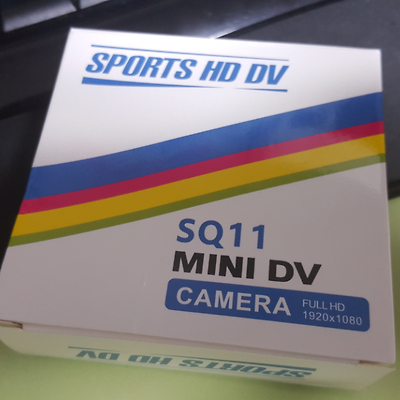 SPORTS HD DV
SQ11
MINI DV
CAMERA FULL HD
1920x1080
SPORTS HD DV